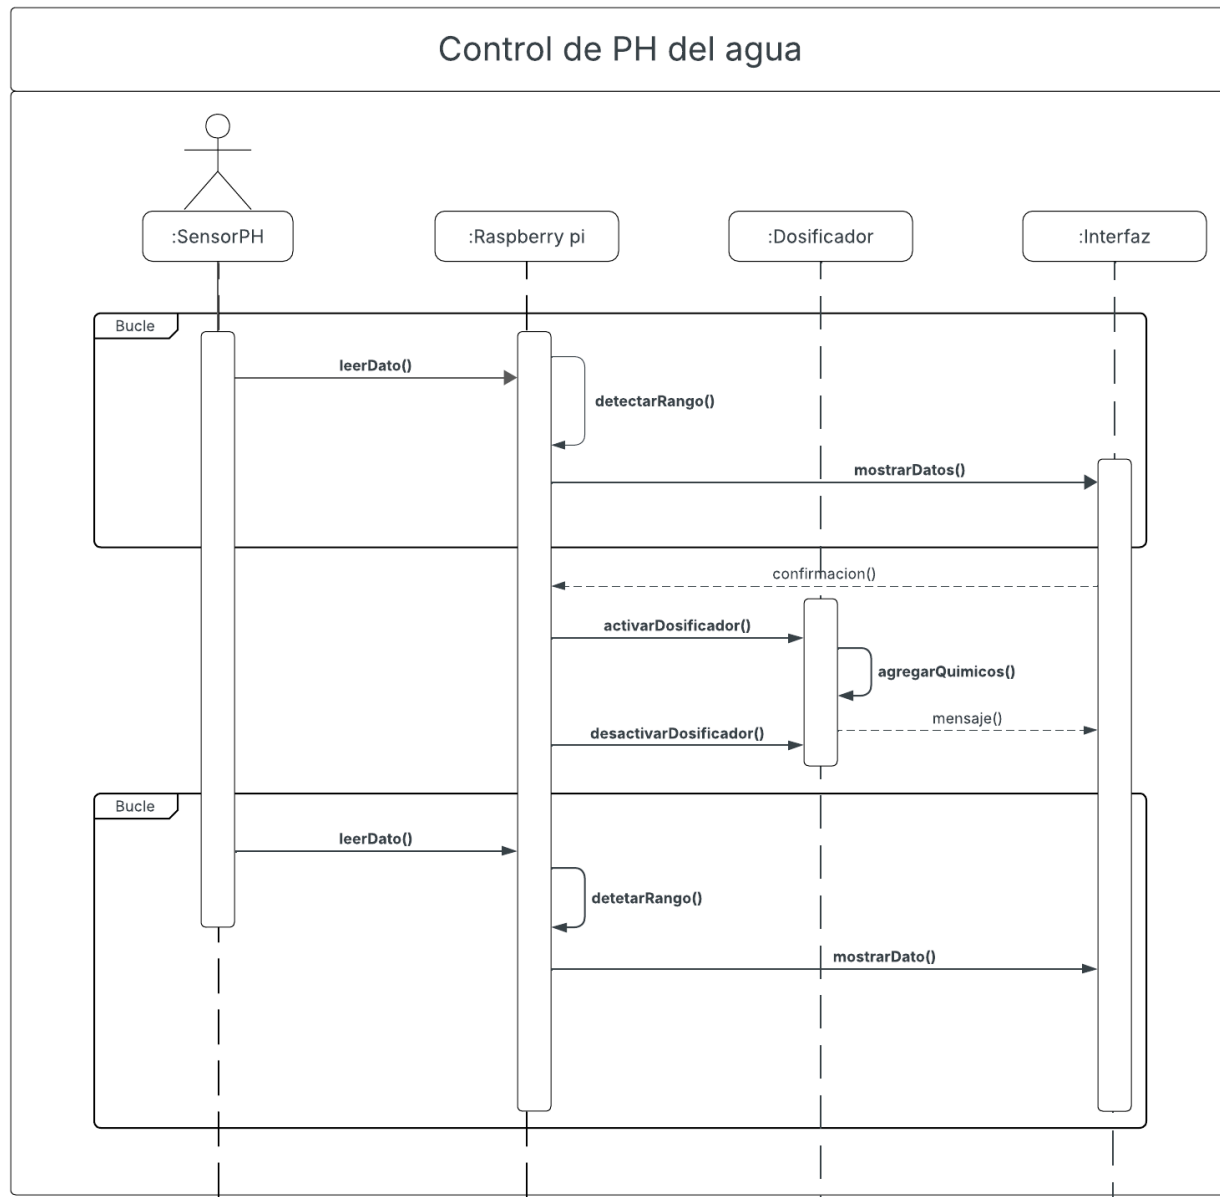 Control de PH del agua
:SensorPH
:Raspberry pi
:Dosificador
:Interfaz
Bucle
leerDato()
detectarRango()
mostrarDatos()
confirmacion()
activarDosificador()
agregarQuimicos()
mensaje()
desactivarDosificador()
Bucle
leerDato()
detetarRango()
mostrarDato()